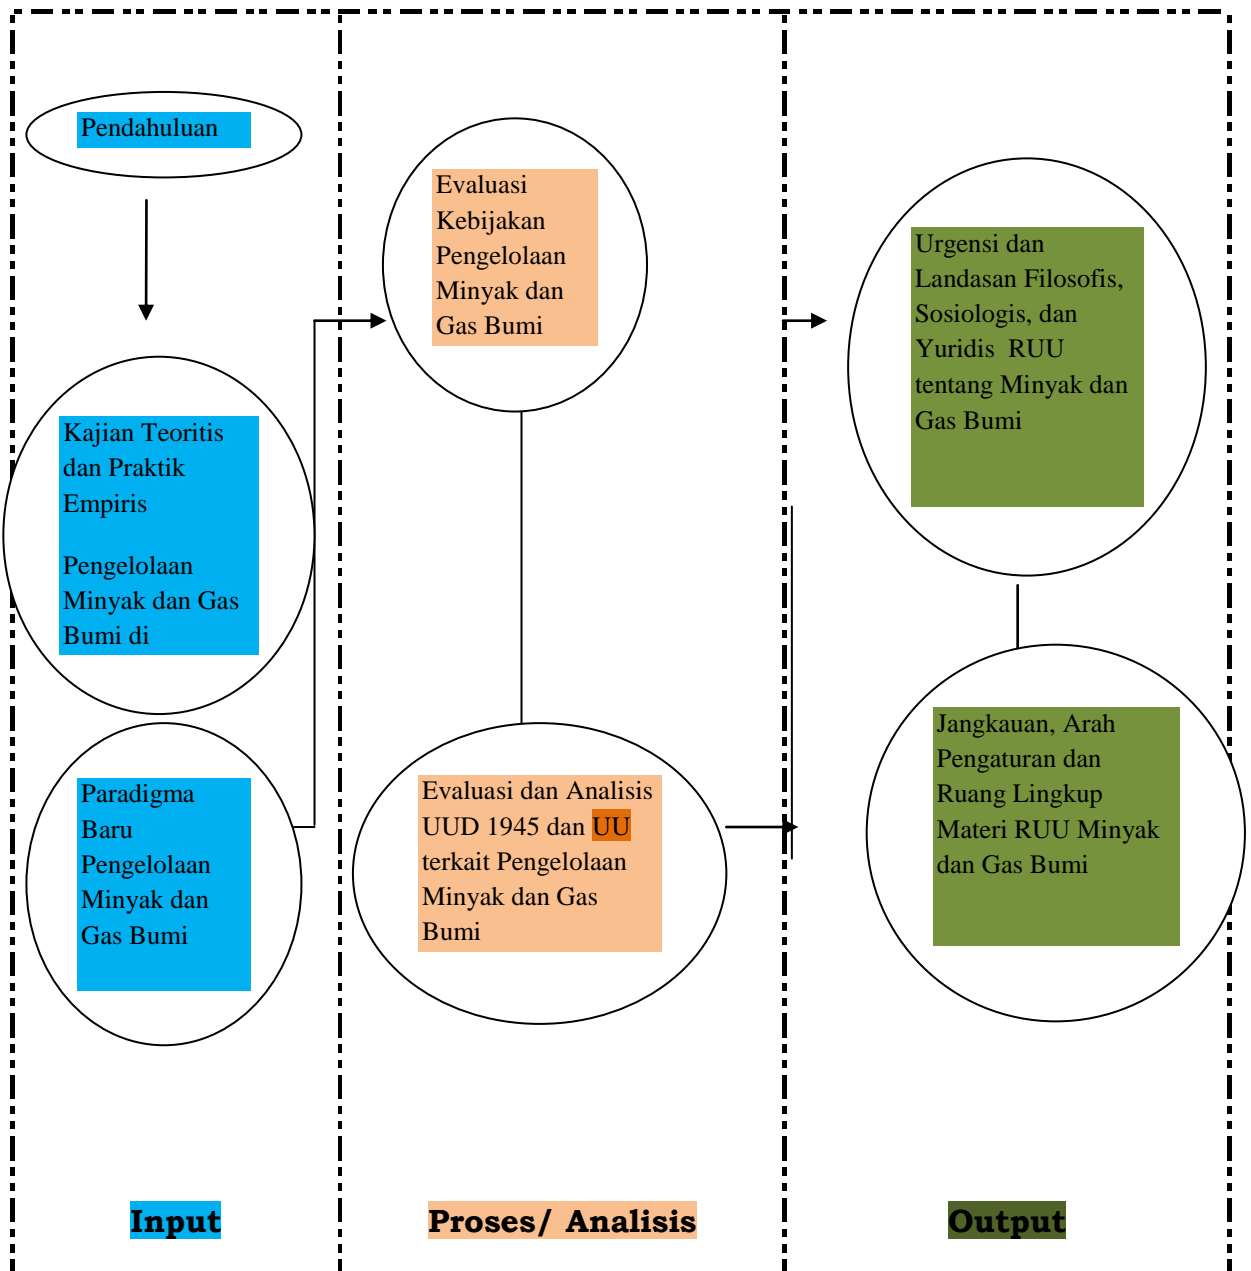 Pendahuluan
Kajian Teoritis
dan Praktik
Empiris
Pengelolaan
Minyak dan Gas
Bumi di
Paradigma
Baru
Pengelolaan
Minyak dan
Gas Bumi
Input
Evaluasi
Kebijakan
Pengelolaan
Minyak dan
Gas Bumi
Evaluasi dan Analisis
UUD 1945 dan UU
terkait Pengelolaan
Minyak dan Gas
Bumi
Proses/ Analisis
Urgensi dan
Landasan Filosofis,
Sosiologis, dan
Yuridis  RUU
tentang Minyak dan
Gas Bumi
Jangkauan, Arah
Pengaturan dan
Ruang Lingkup
Materi RUU Minyak
dan Gas Bumi
Output